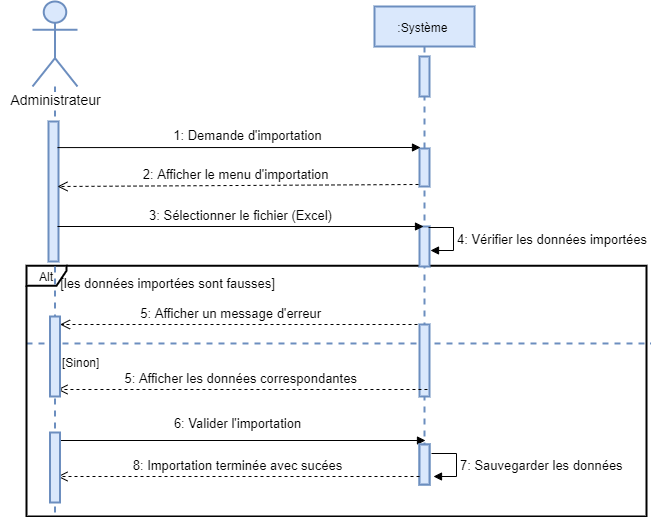 :Système
Administrateur
1: Demande d'importation
2: Afficher le menu d'importation
3: Sélectionner le fichier (Excel)
4: Vérifier les données importées
Alt
[les données importées sont fausses]
5: Afficher un message d'erreur
[Sinon]
5: Afficher les données correspondantes
6: Valider l'importation
7: Sauvegarder les données
8: Importation terminée avec sucées